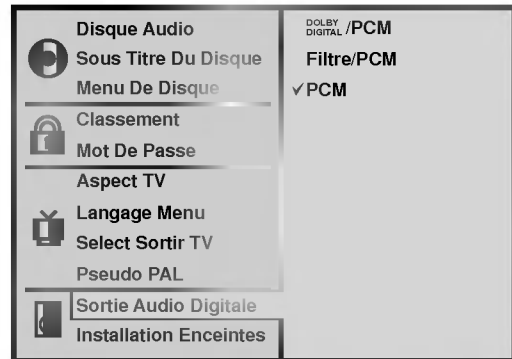 Disque Audio
Sous Titre Du Disque
Menu De Disque
Classement
Mot De Passe
Aspect TV
Langage Menu
Select Sortir TV
Pseudo PAL
Sortie Audio Digitale
Installation Enceintes
DOLBY DIGITAL /PCM
Filtre/PCM
✓PCM